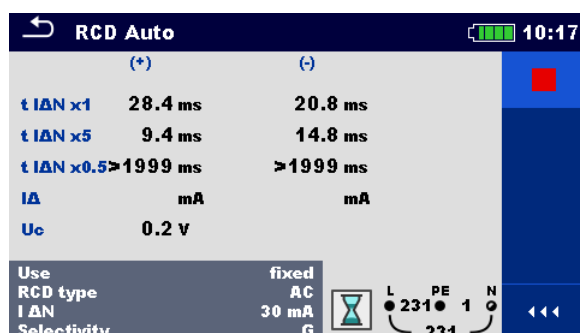 RCD Auto 10:17
(+) (-)
t IΔN x1 28.4 ms 20.8 ms
t IΔN x5 9.4 ms 14.8 ms
t IΔN x0.5 >1999 ms >1999 ms
IΔ mA mA
Uc 0.2 V
Use fixed
RCD type AC
I ΔN 30 mA
Selectivity G
L PE N
231 1
231